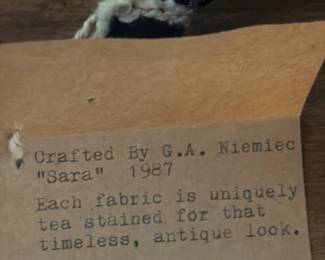 Crafted By G.A. Niemiec
"Sara" 1987
Each fabric is uniquely
tea stained for that
timeless, antique look.